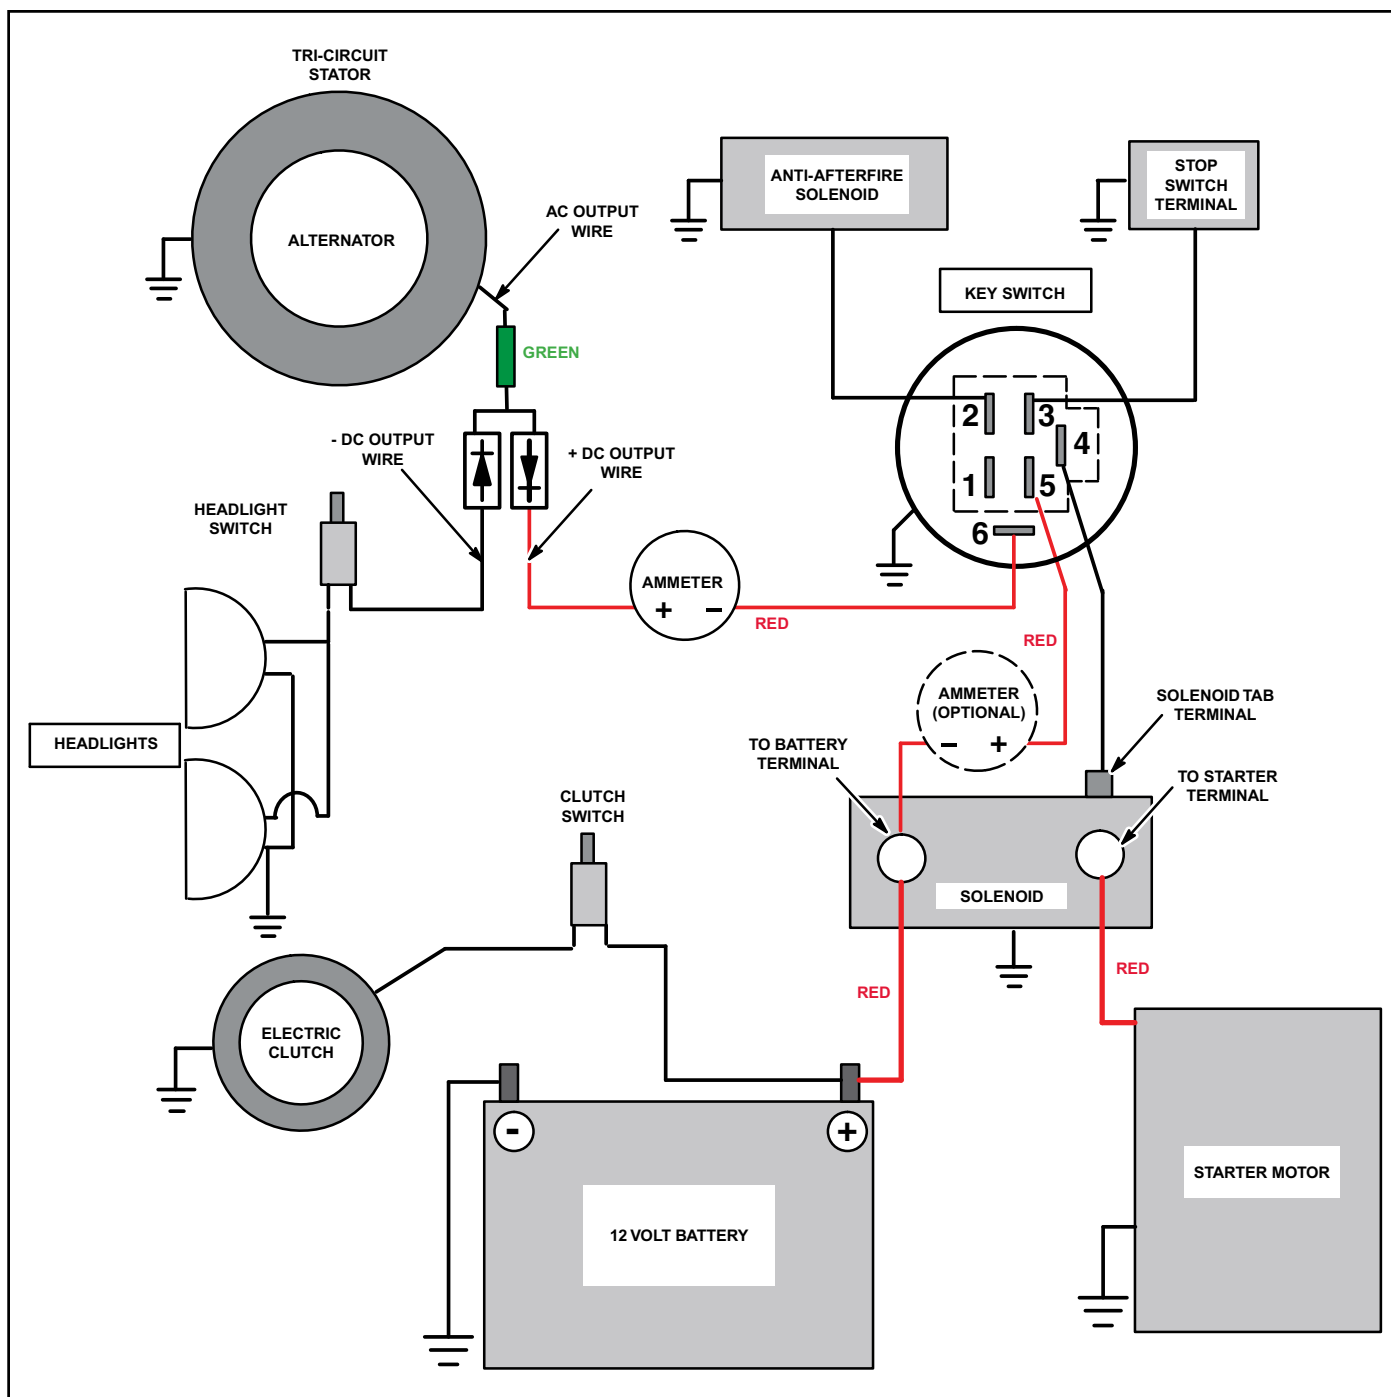 TRI-CIRCUIT
STATOR
ALTERNATOR
AC OUTPUT
WIRE
GREEN
ANTI-AFTERFIRE
SOLENOID
STOP
SWITCH
TERMINAL
KEY SWITCH
2
3
4
1
5
6
- DC OUTPUT
WIRE
+ DC OUTPUT
WIRE
HEADLIGHT
SWITCH
AMMETER
+ −
RED
RED
HEADLIGHTS
AMMETER
(OPTIONAL)
− +
SOLENOID TAB
TERMINAL
TO BATTERY
TERMINAL
TO STARTER
TERMINAL
CLUTCH
SWITCH
SOLENOID
RED
RED
ELECTRIC
CLUTCH
- +
12 VOLT BATTERY
STARTER MOTOR